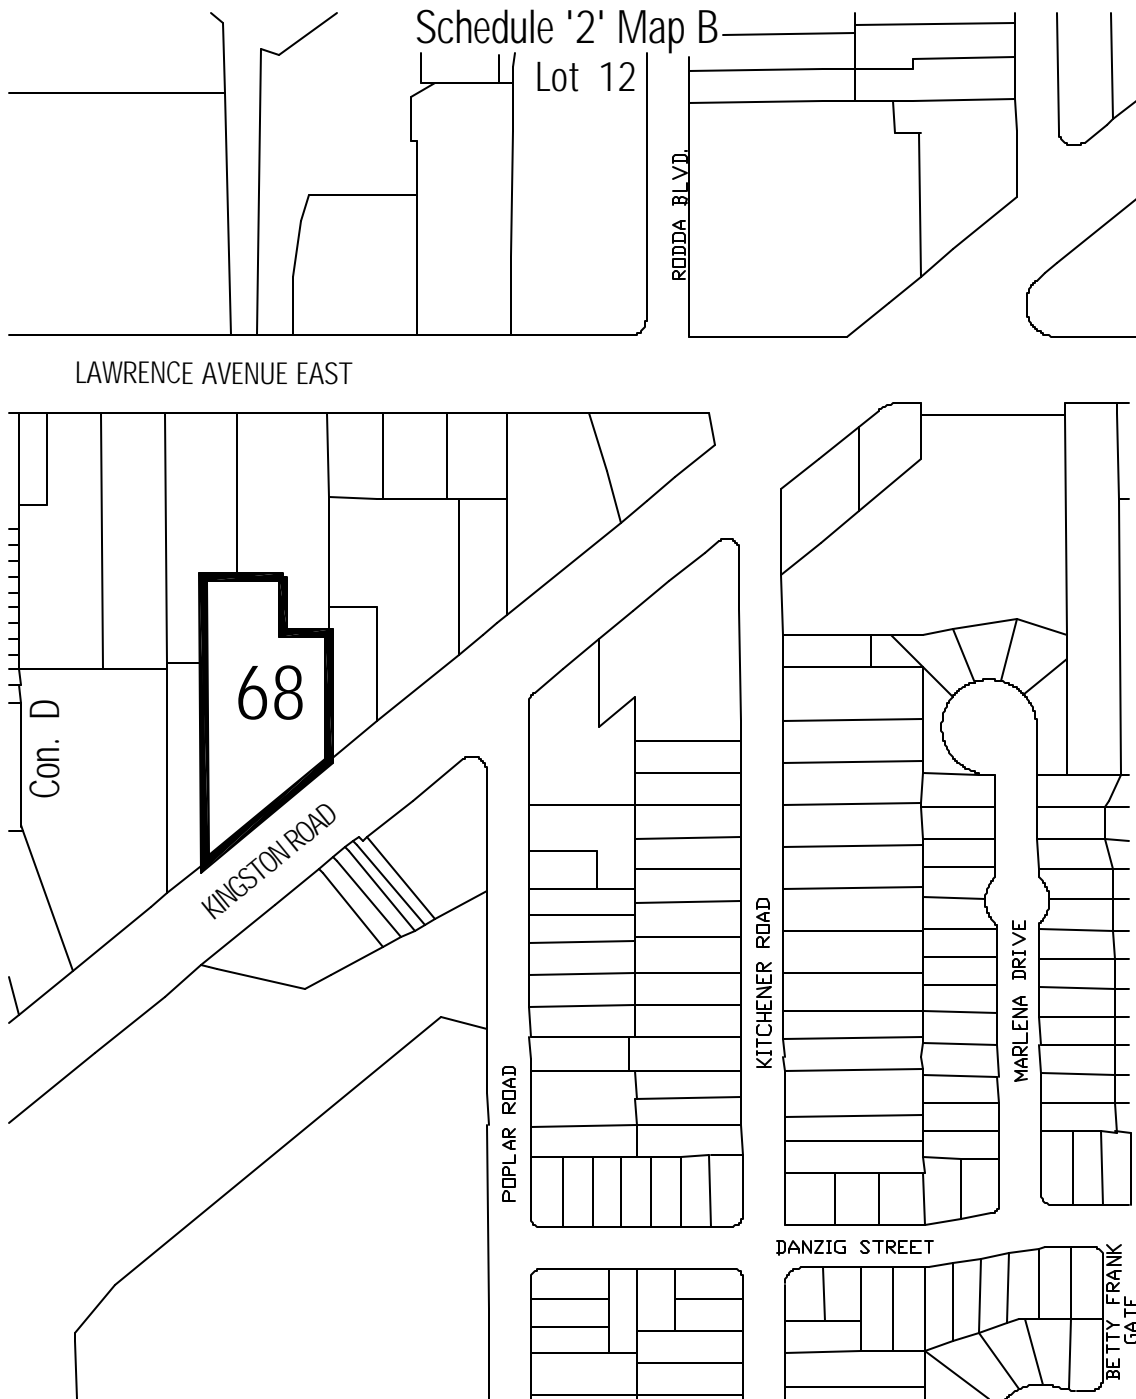 Schedule '2' Map B
Lot 12
RODDA BLVD.
LAWRENCE AVENUE EAST
68
Con. D
KINGSTON ROAD
KITCHENER ROAD
MARLENA DRIVE
POPLAR ROAD
DANZIG STREET
BETTY FRANK
GATE